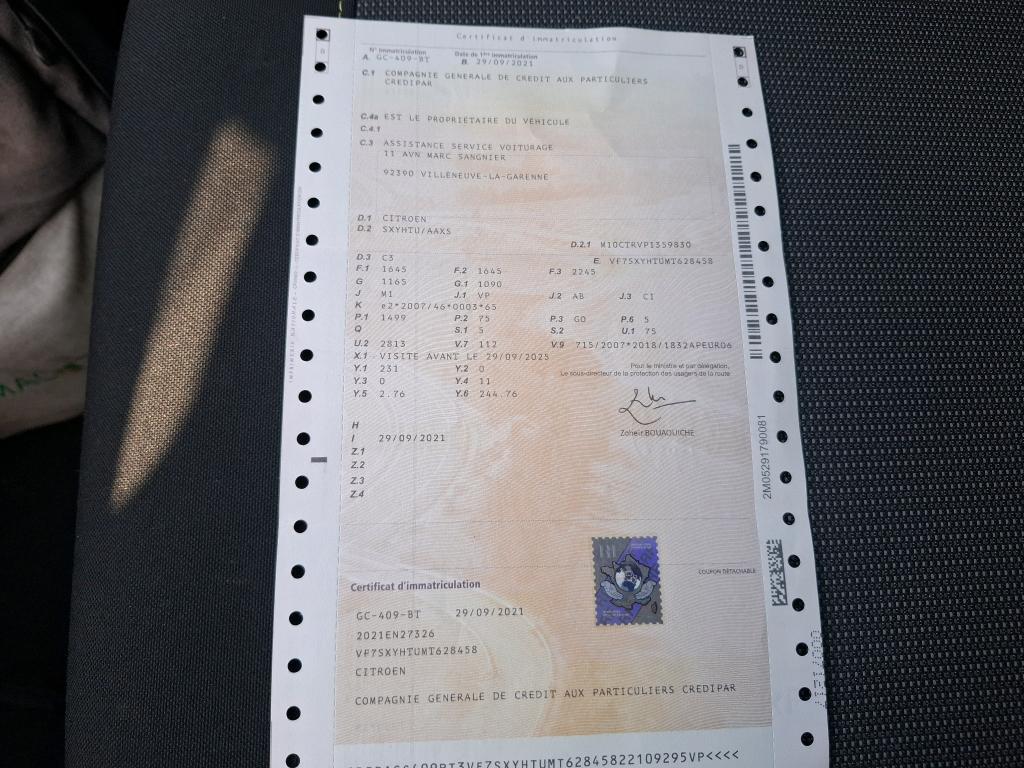 Certificat d'immatriculation
N° Immatriculation Date de 1ère immatriculation
A. GC-409-BT B. 29/09/2021
C.1 COMPAGNIE GENERALE DE CREDIT AUX PARTICULIERS
CREDIPAR
C.4a EST LE PROPRIETAIRE DU VEHICULE
C.4.1
C.3 ASSISTANCE SERVICE VOITURAGE
11 AVN MARC SANGNIER
92390 VILLENEUVE-LA-GARENNE
D.1 CITROEN
D.2 SXYHTU/AAXS
D.2.1 M10CTRVP1359830
E. VF7SXYHTUMT628458
D.3 C3
F.1 1645 F.2 1645 F.3 2245
G 1165 G.1 1090
J M1 J.1 VP J.2 AB J.3 CI
K e2*2007/46*0003*65
P.1 1499 P.2 75 P.3 GO P.6 5
Q S.1 5 S.2 U.1 75
U.2 2813 V.7 112 V.9 715/2007*2018/1832APEURO6
X.1 VISITE AVANT LE 29/09/2025
Y.1 231 Y.2 0
Y.3 0 Y.4 11
Y.5 2.76 Y.6 244.76
Pour le ministre et par délégation,
Le sous-directeur de la protection des usagers de la route
Zoheir BOUAOUICHE
H
I 29/09/2021
Z.1
Z.2
Z.3
Z.4
2M05291790081
COUPON DÉTACHABLE
Certificat d'immatriculation
GC-409-BT 29/09/2021
2021EN27326
VF7SXYHTUMT628458
CITROEN
COMPAGNIE GENERALE DE CREDIT AUX PARTICULIERS CREDIPAR